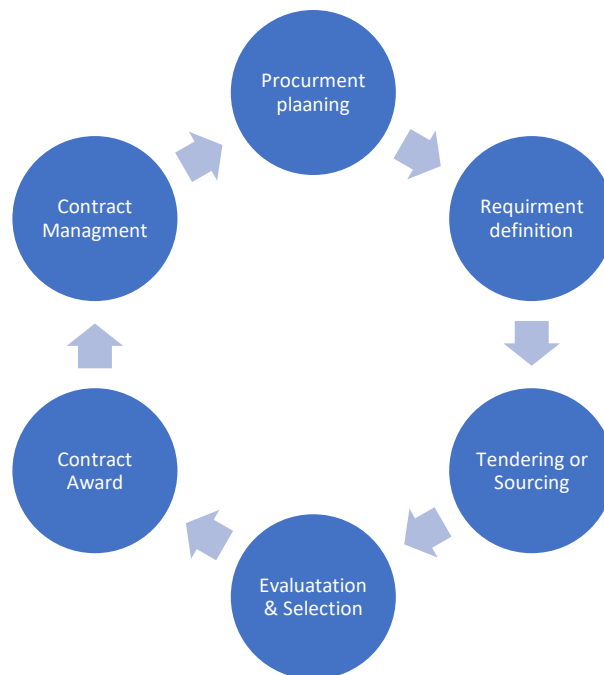 Procurment
plaaning
Requirment
definition
Tendering or
Sourcing
Evaluatation
& Selection
Contract
Award
Contract
Managment